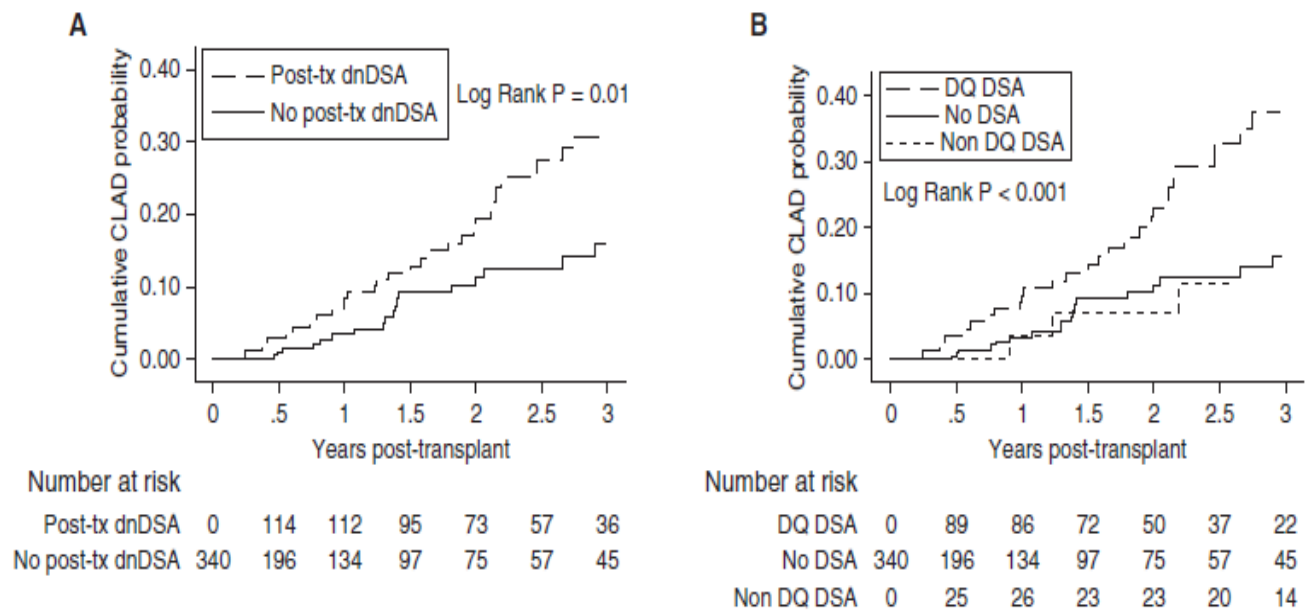 A
Cumulative CLAD probability
0.40
0.30
0.20
0.10
0.00
Post-tx dnDSA
No post-tx dnDSA
Log Rank P = 0.01
0 .5 1 1.5 2 2.5 3
Years post-transplant
Number at risk
Post-tx dnDSA 0 114 112 95 73 57 36
No post-tx dnDSA 340 196 134 97 75 57 45
B
Cumulative CLAD probability
0.40
0.30
0.20
0.10
0.00
DQ DSA
No DSA
Non DQ DSA
Log Rank P < 0.001
0 .5 1 1.5 2 2.5 3
Years post-transplant
Number at risk
DQ DSA 0 89 86 72 50 37 22
No DSA 340 196 134 97 75 57 45
Non DQ DSA 0 25 26 23 23 20 14